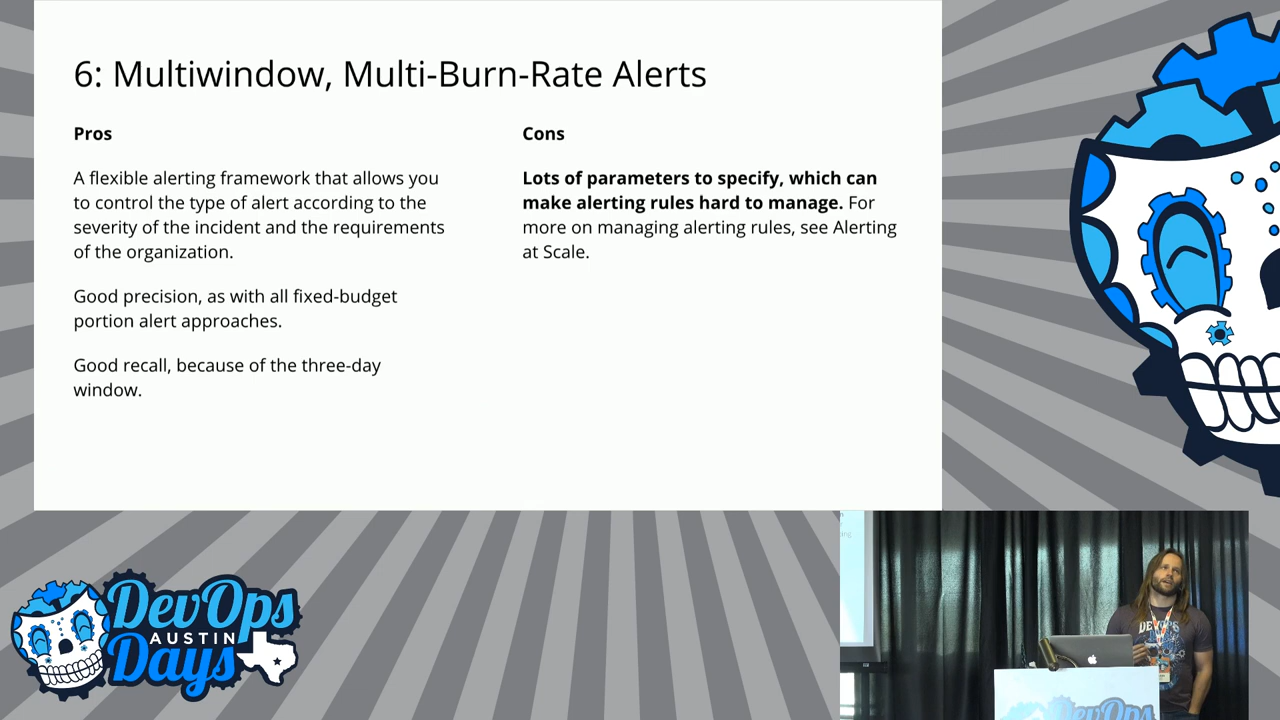 6: Multiwindow, Multi-Burn-Rate Alerts
Pros
A flexible alerting framework that allows you
to control the type of alert according to the
severity of the incident and the requirements
of the organization.
Good precision, as with all fixed-budget
portion alert approaches.
Good recall, because of the three-day
window.
Cons
Lots of parameters to specify, which can
make alerting rules hard to manage. For
more on managing alerting rules, see Alerting
at Scale.
DevOps
AUSTIN
Days
DEVOPS
DevOps